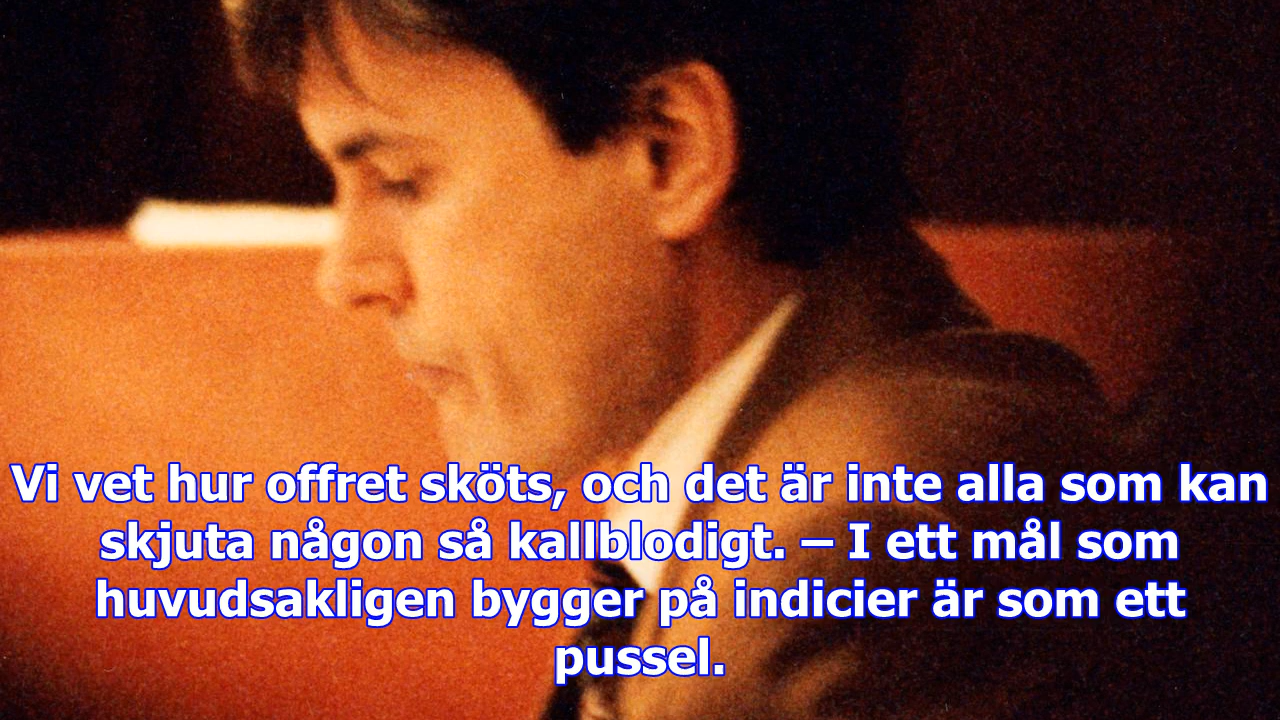 Vi vet hur offret sköts, och det är inte alla som kan
skjuta någon så kallblodigt. – I ett mål som
huvudsakligen bygger på indicier är som ett
pussel.